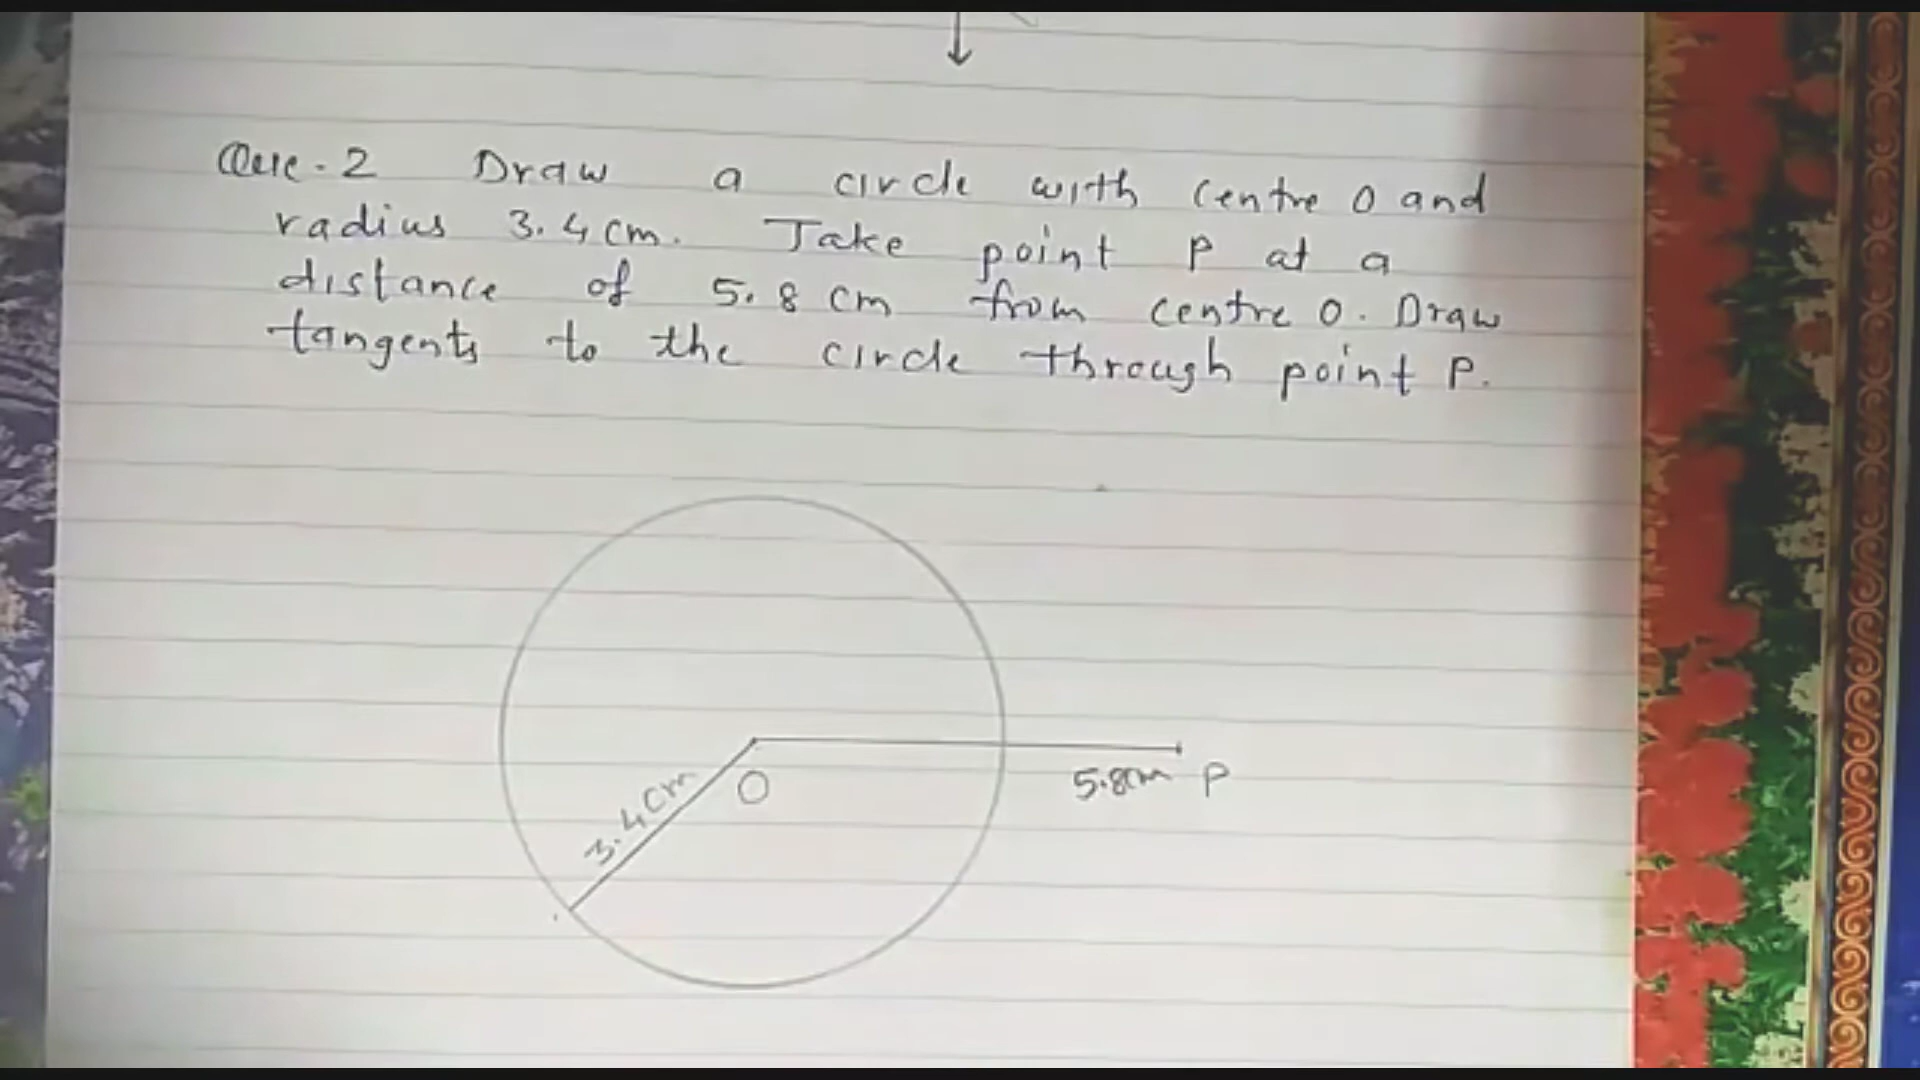 Que. 2 Draw a circle with centre O and
radius 3.4 cm. Take point P at a
distance of 5.8 cm from centre O. Draw
tangents to the circle through point P.
3.4cm
O
5.8cm P